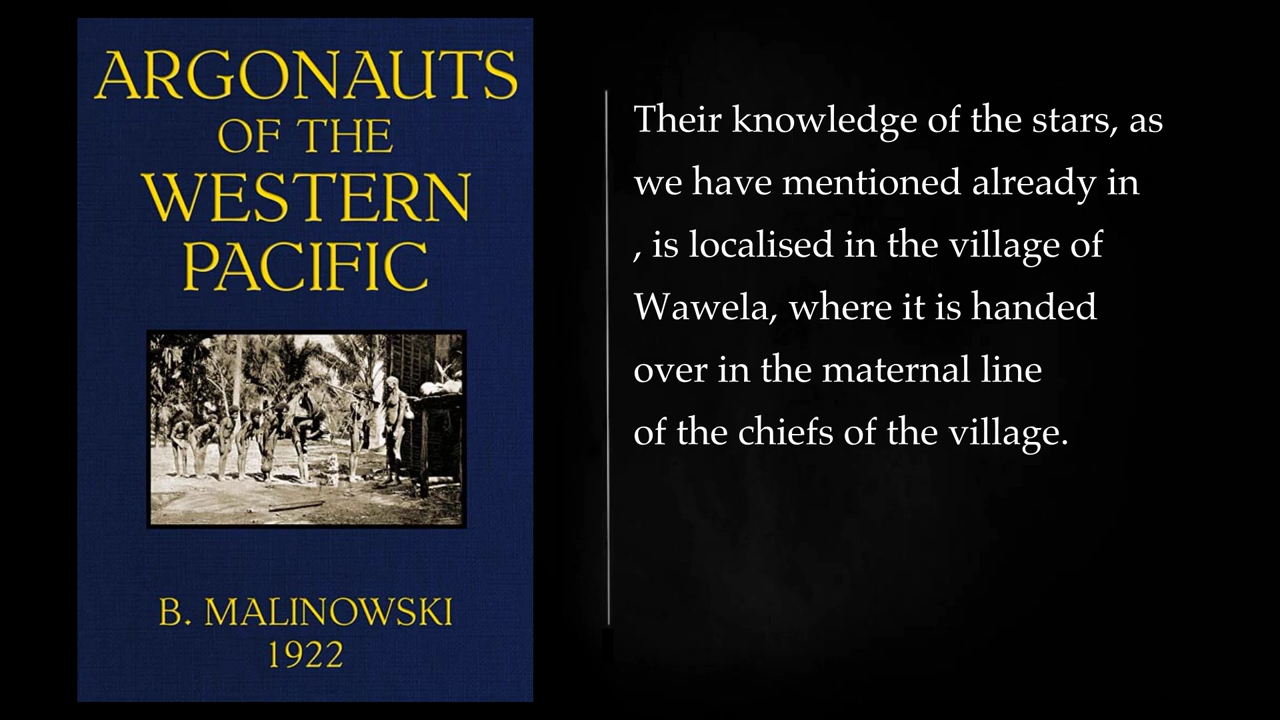 ARGONAUTS
OF THE
WESTERN
PACIFIC
B. MALINOWSKI
1922
Their knowledge of the stars, as
we have mentioned already in
, is localised in the village of
Wawela, where it is handed
over in the maternal line
of the chiefs of the village.